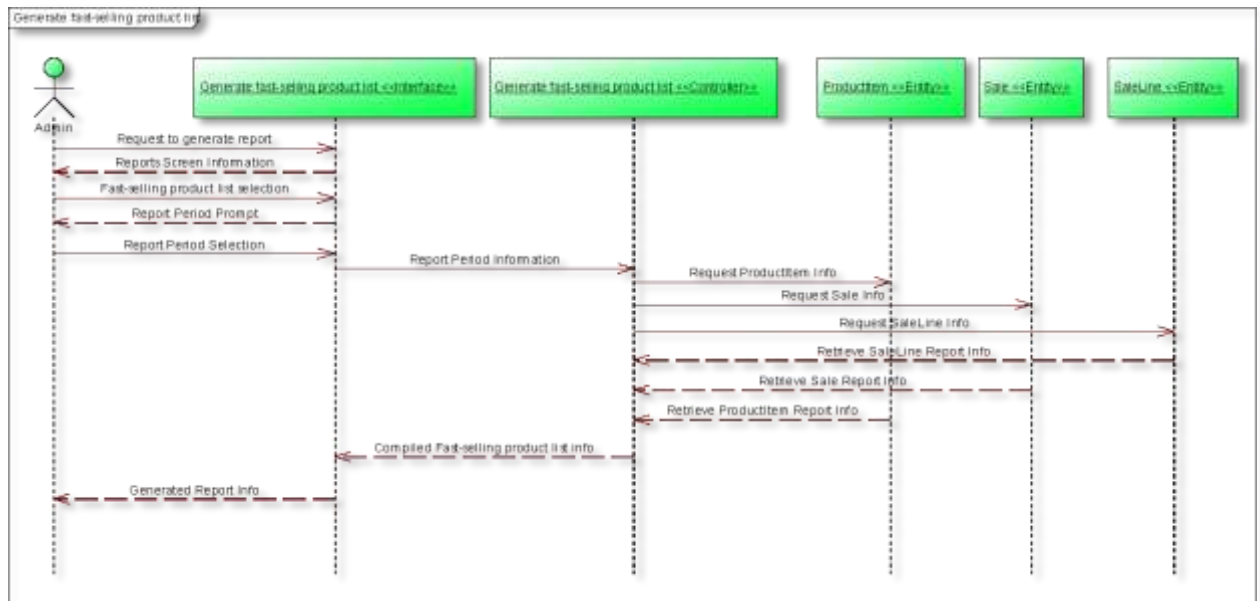 Generate fast-selling product list
Generate fast-selling product list <<Interface>>
Generate fast-selling product list <<Controller>>
ProductItem <<Entity>>
Sale <<Entity>>
SaleLine <<Entity>>
Admin
Request to generate report
Reports Screen Information
Fast-selling product list selection
Report Period Prompt
Report Period Selection
Report Period Information
Request ProductItem Info
Request Sale Info
Request SaleLine Info
Retrieve SaleLine Report Info
Retrieve Sale Report Info
Retrieve ProductItem Report Info
Compiled Fast-selling product list info
Generated Report Info